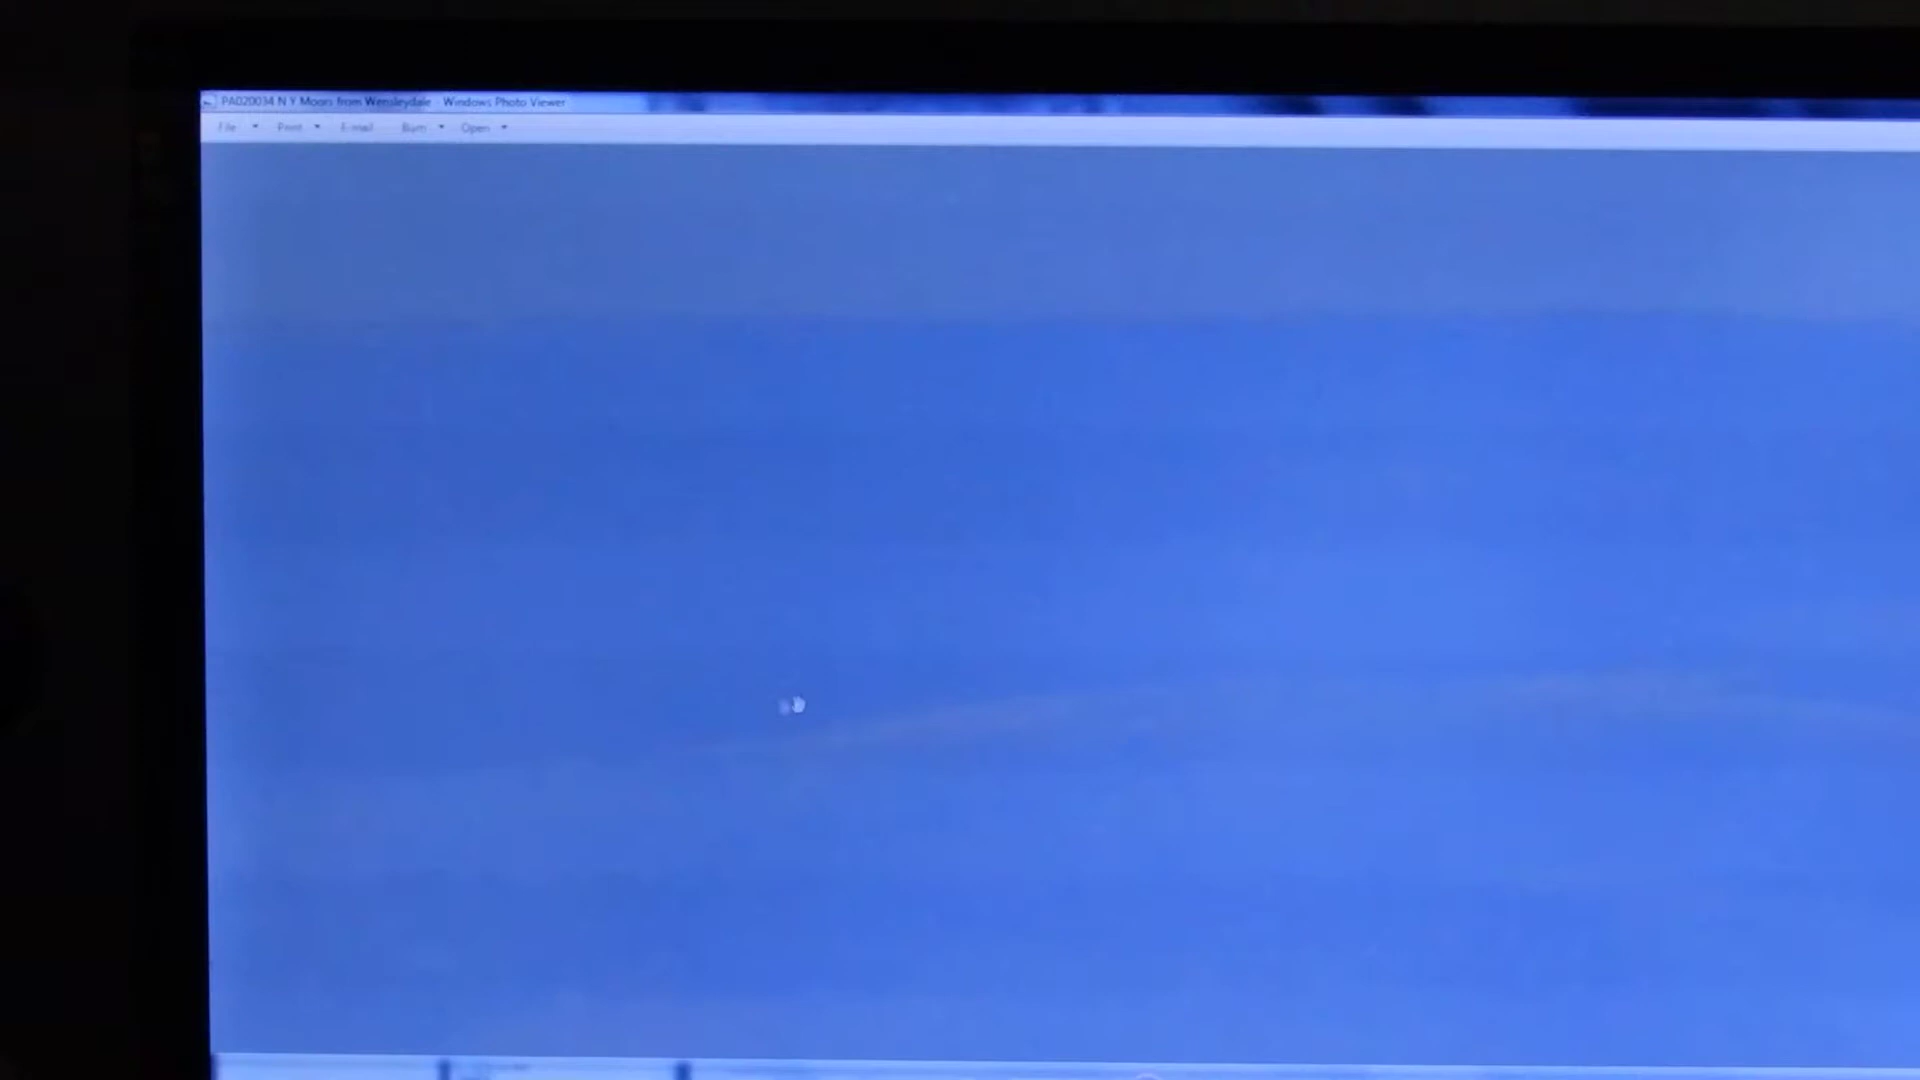 PA020034 N Y Moors from Wensleydale - Windows Photo Viewer
File Print E-mail Burn Open